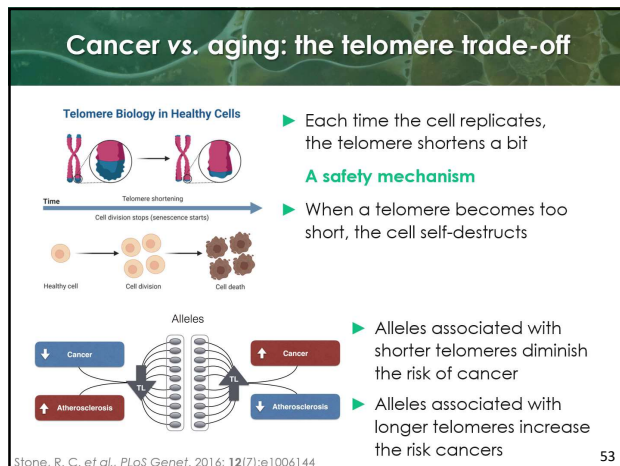 Cancer vs. aging: the telomere trade-off
Telomere Biology in Healthy Cells
Time
Telomere shortening
Cell division stops (senescence starts)
Healthy cell
Cell division
Cell death
Each time the cell replicates,
the telomere shortens a bit
A safety mechanism
When a telomere becomes too
short, the cell self-destructs
Alleles
Cancer
Atherosclerosis
TL
TL
Cancer
Atherosclerosis
Alleles associated with
shorter telomeres diminish
the risk of cancer
Alleles associated with
longer telomeres increase
the risk cancers
Stone, R. C. et al., PLoS Genet. 2016; 12(7):e1006144
53